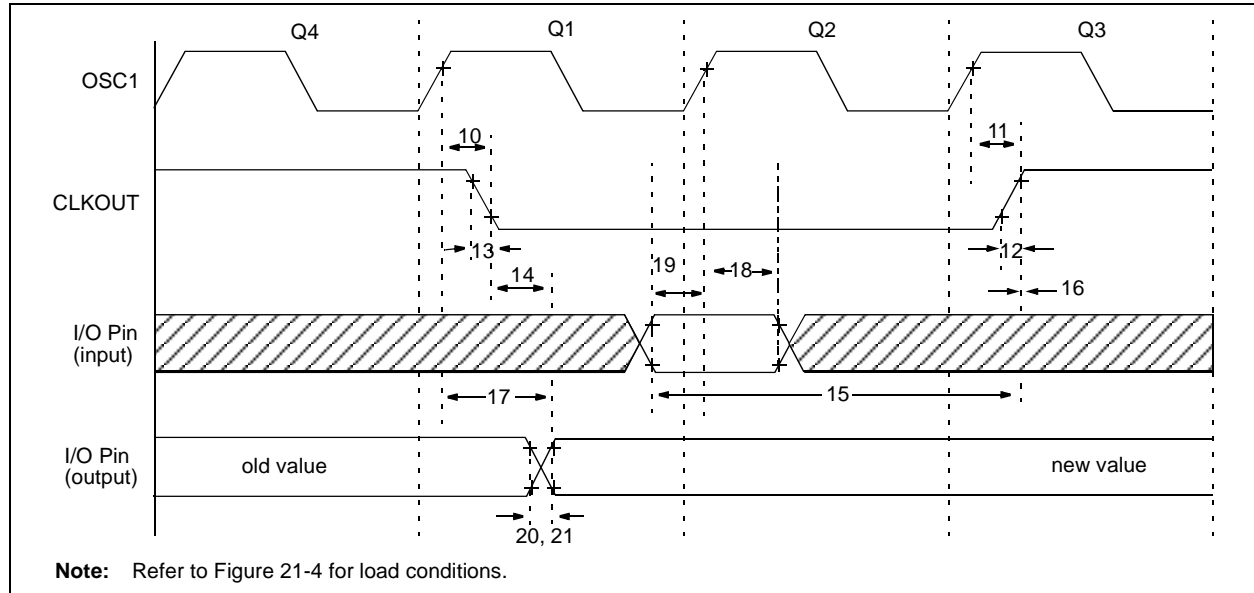 Q4 Q1 Q2 Q3
OSC1
10 11
CLKOUT
13 12
14 19 18 16
I/O Pin
(input)
17 15
I/O Pin
(output)
old value new value
20, 21
Note: Refer to Figure 21-4 for load conditions.